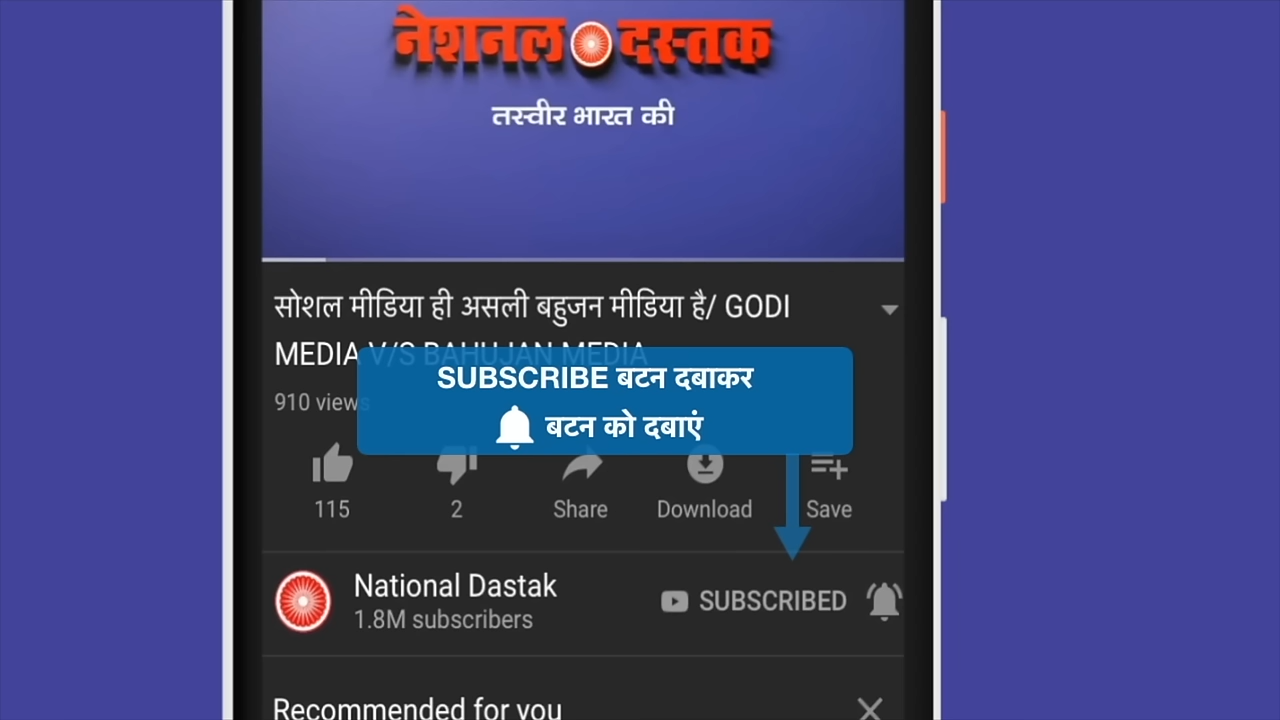 नेशनल दस्तक
तस्वीर भारत की
सोशल मीडिया ही असली बहुजन मीडिया है/ GODI
MEDIA V/S BAHUJAN MEDIA
910 views
SUBSCRIBE बटन दबाकर
बटन को दबाएं
115
2
Share
Download
Save
National Dastak
1.8M subscribers
SUBSCRIBED
Recommended for you